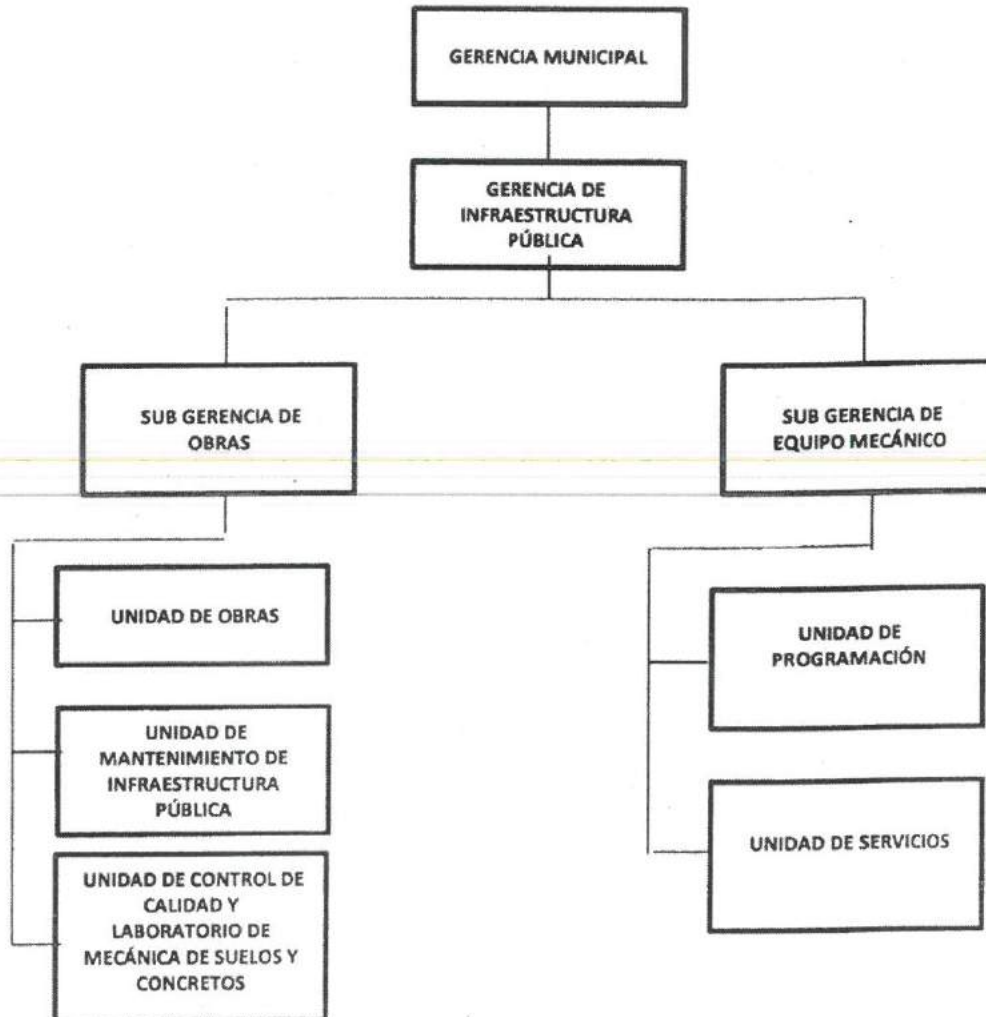 GERENCIA MUNICIPAL
GERENCIA DE
INFRAESTRUCTURA
PÚBLICA
SUB GERENCIA DE
OBRAS
SUB GERENCIA DE
EQUIPO MECÁNICO
UNIDAD DE OBRAS
UNIDAD DE
MANTENIMIENTO DE
INFRAESTRUCTURA
PÚBLICA
UNIDAD DE CONTROL DE
CALIDAD Y
LABORATORIO DE
MECÁNICA DE SUELOS Y
CONCRETOS
UNIDAD DE
PROGRAMACIÓN
UNIDAD DE SERVICIOS